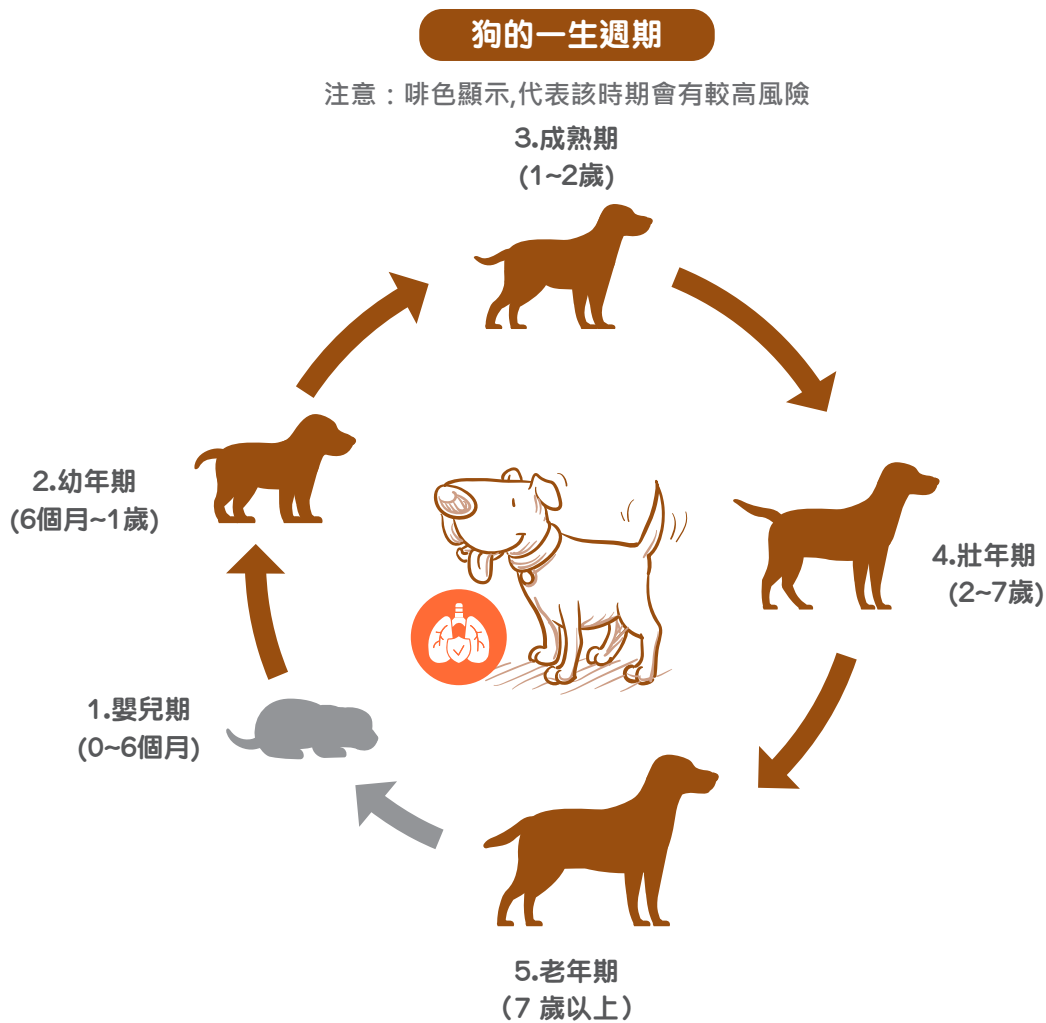 狗的一生週期
注意：啡色顯示,代表該時期會有較高風險
3.成熟期
(1~2歲)
2.幼年期
(6個月~1歲)
4.壯年期
(2~7歲)
1.嬰兒期
(0~6個月)
5.老年期
（7 歲以上）